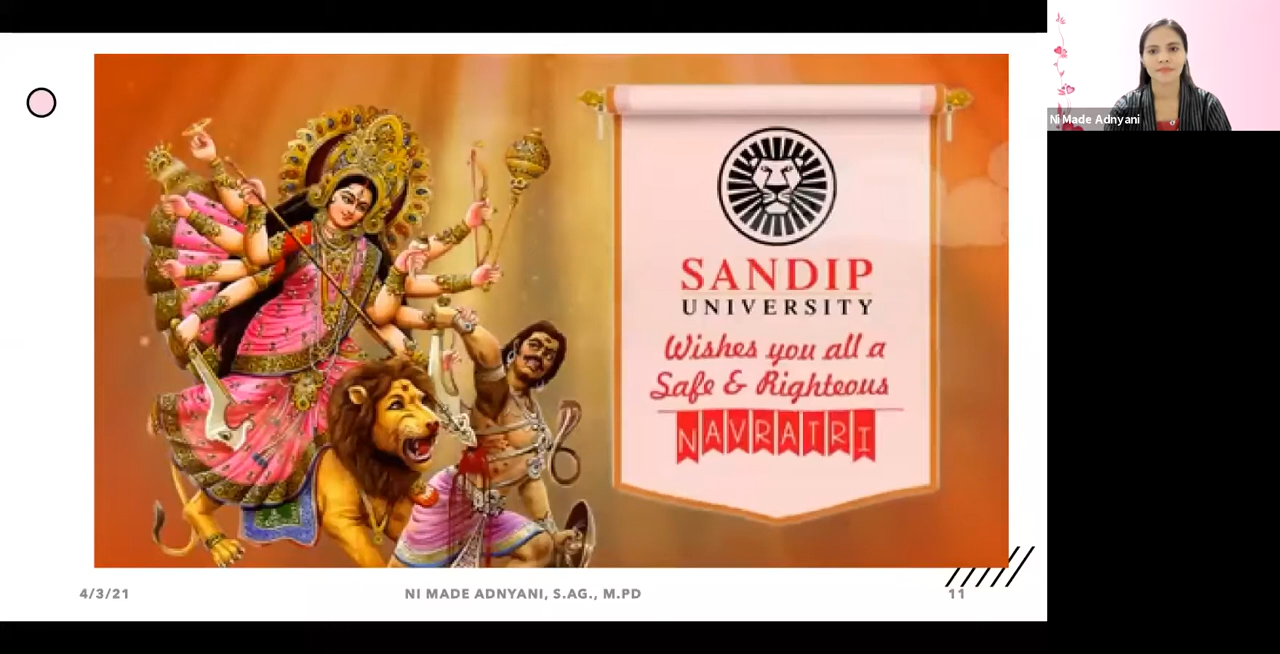 SANDIP
UNIVERSITY
Wishes you all a
Safe & Righteous
NAVRATRI
4/3/21
NI MADE ADNYANI, S.AG., M.PD
11
Ni Made Adnyani